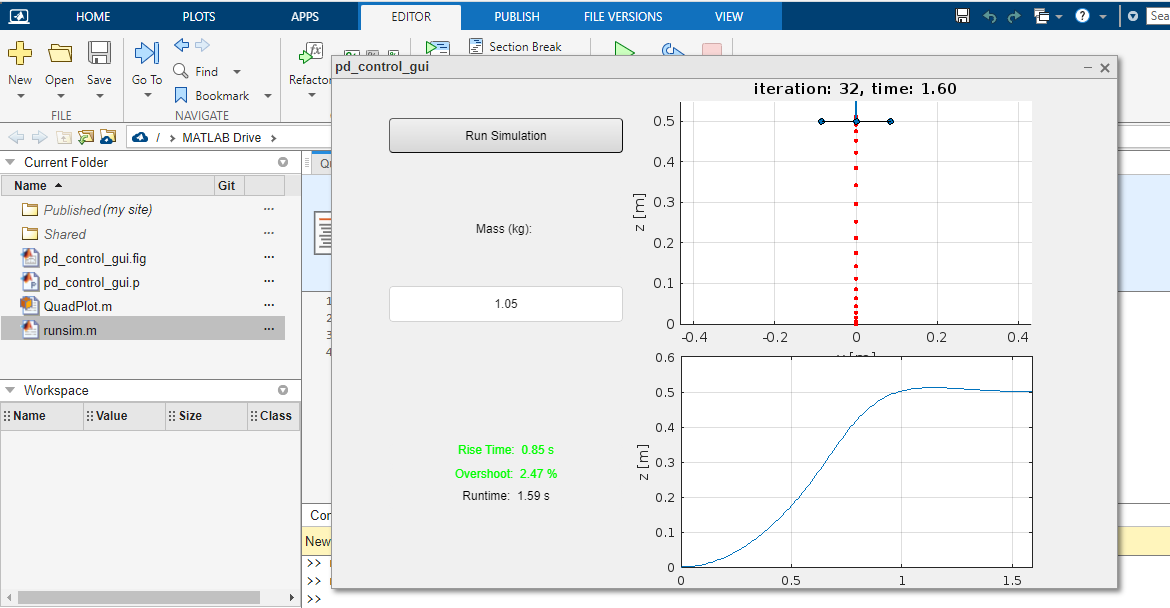 HOME PLOTS APPS EDITOR PUBLISH FILE VERSIONS VIEW
Sea
New Open Save Go To Find Bookmark Refactor Section Break
FILE NAVIGATE
/ > MATLAB Drive >
Current Folder
Name Git
Published (my site)
Shared
pd_control_gui.fig
pd_control_gui.p
QuadPlot.m
runsim.m
Workspace
Name Value Size Class
Qu
1
2
3
4
Con
New
>>
>>
>>
pd_control_gui
Run Simulation
Mass (kg):
1.05
Rise Time: 0.85 s
Overshoot: 2.47 %
Runtime: 1.59 s
iteration: 32, time: 1.60
z [m]
0.5
0.4
0.3
0.2
0.1
0
-0.4 -0.2 0 0.2 0.4
z [m]
0.6
0.5
0.4
0.3
0.2
0.1
0
0 0.5 1 1.5